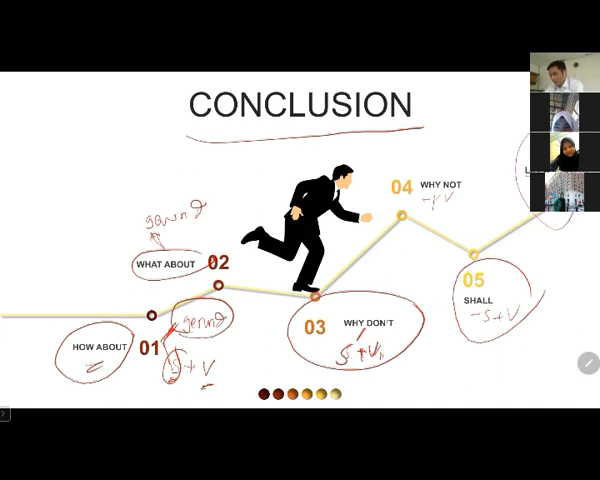 CONCLUSION
04 WHY NOT
+ V
gerund
WHAT ABOUT 02
05
SHALL
S + V
gerund
03 WHY DON'T
S + V
HOW ABOUT 01
S + V
L